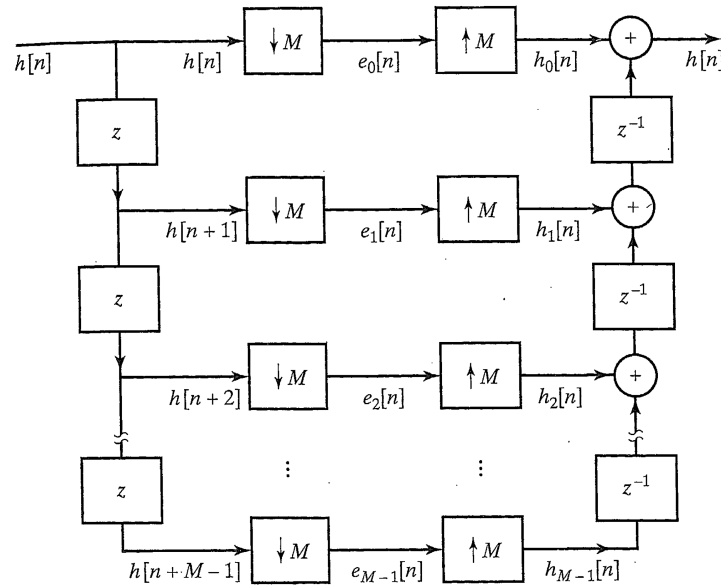 ↓M
↑M
+
h[n]
h[n]
e₀[n]
h₀[n]
h[n]
z
z⁻¹
↓M
↑M
+
h[n + 1]
e₁[n]
h₁[n]
z
z⁻¹
↓M
↑M
+
h[n + 2]
e₂[n]
h₂[n]
z
⋮
⋮
z⁻¹
↓M
↑M
h[n + M − 1]
e_{M−1}[n]
h_{M−1}[n]